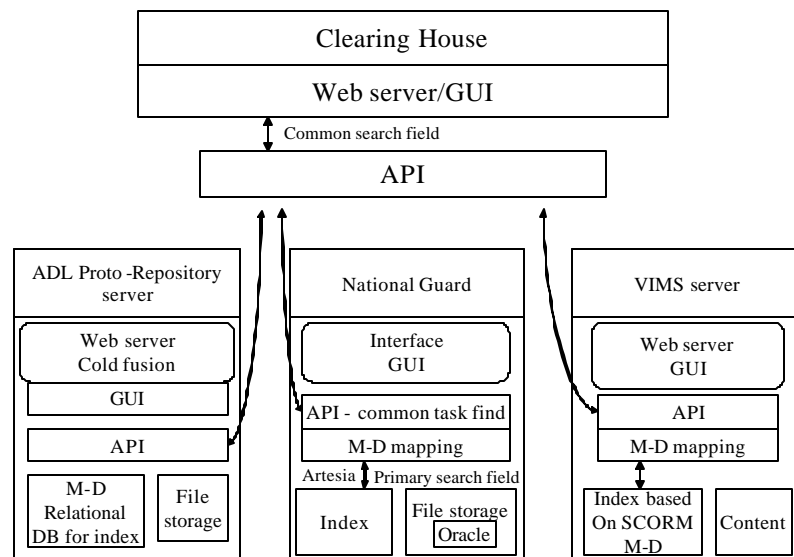 Clearing House
Web server/GUI
Common search field
API
ADL Proto -Repository
server
Web server
Cold fusion
GUI
API
M-D
Relational
DB for index
File
storage
National Guard
Interface
GUI
API - common task find
M-D mapping
Artesia
Primary search field
Index
File storage
Oracle
VIMS server
Web server
GUI
API
M-D mapping
Index based
On SCORM
M-D
Content